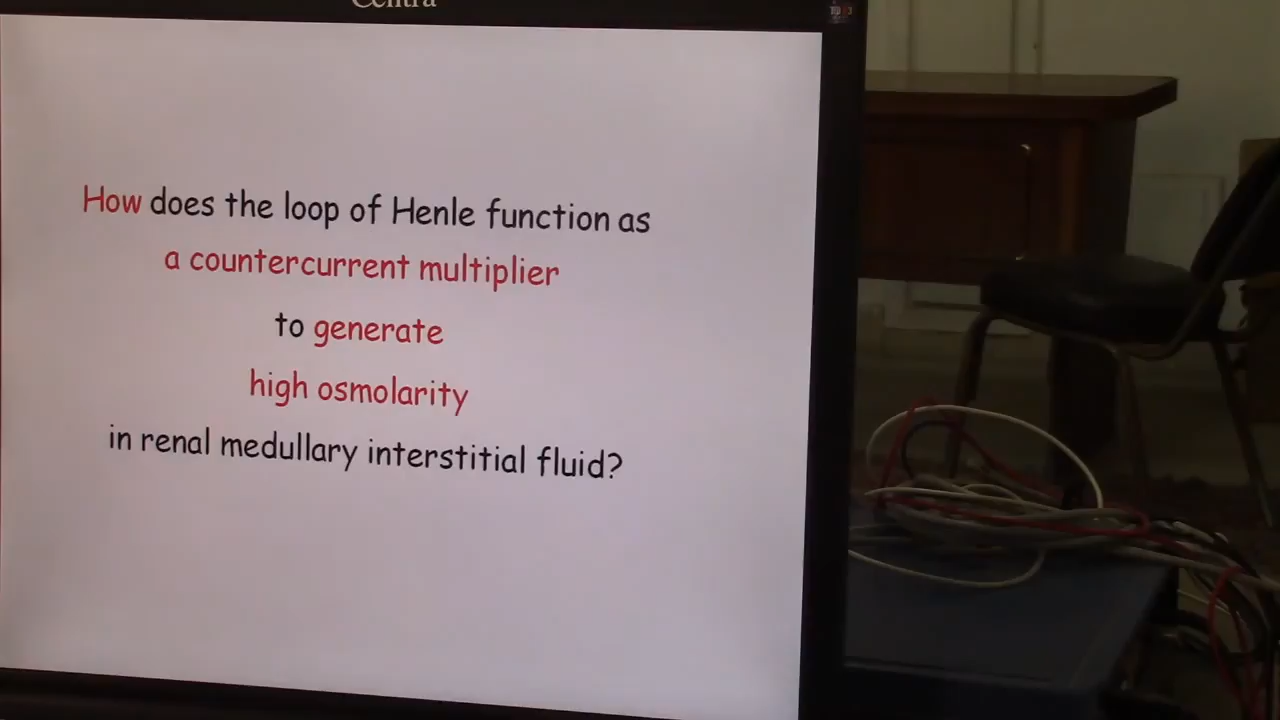 Centra
How does the loop of Henle function as
a countercurrent multiplier
to generate
high osmolarity
in renal medullary interstitial fluid?